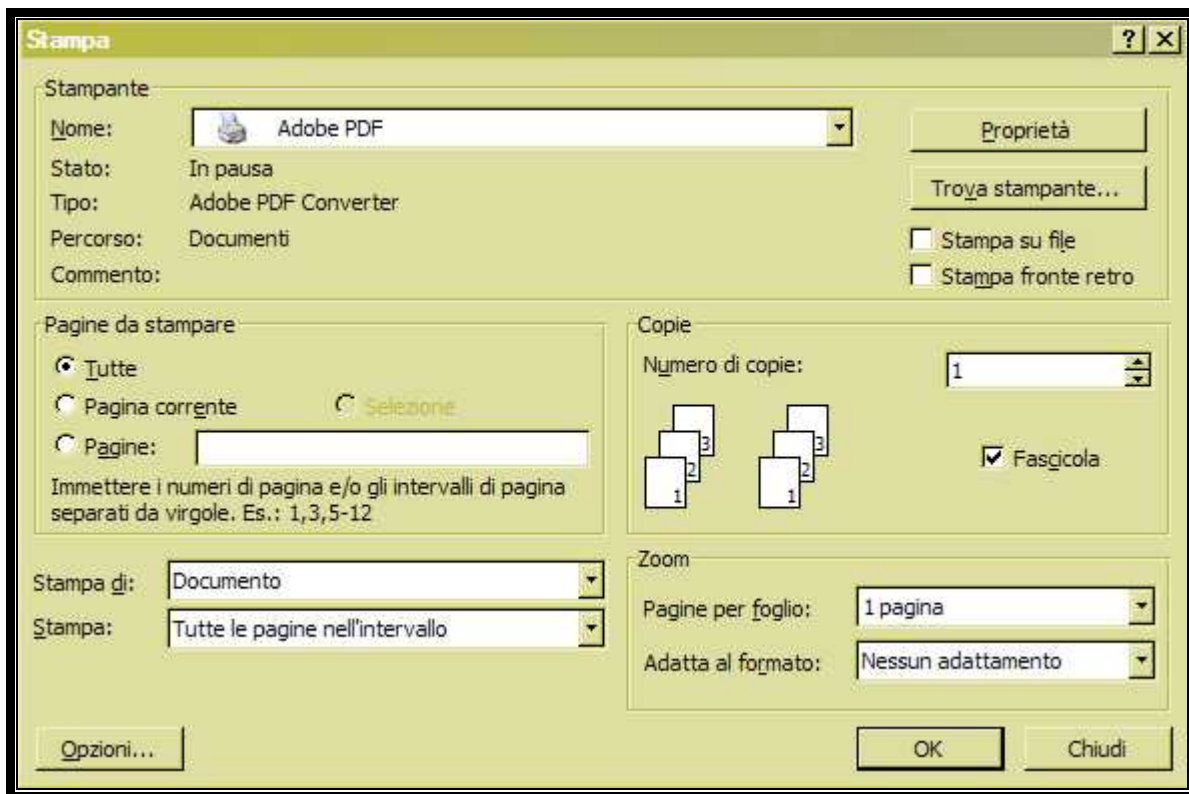 Stampa
Stampante
Nome: Adobe PDF
Proprietà
Stato: In pausa
Tipo: Adobe PDF Converter
Trova stampante...
Percorso: Documenti
Stampa su file
Commento:
Stampa fronte retro
Pagine da stampare
Tutte
Pagina corrente Selezione
Pagine:
Immettere i numeri di pagina e/o gli intervalli di pagina
separati da virgole. Es.: 1,3,5-12
Copie
Numero di copie: 1
3 3
2 2
1 1
Fascicola
Stampa di: Documento
Stampa: Tutte le pagine nell'intervallo
Zoom
Pagine per foglio: 1 pagina
Adatta al formato: Nessun adattamento
Opzioni...
OK Chiudi